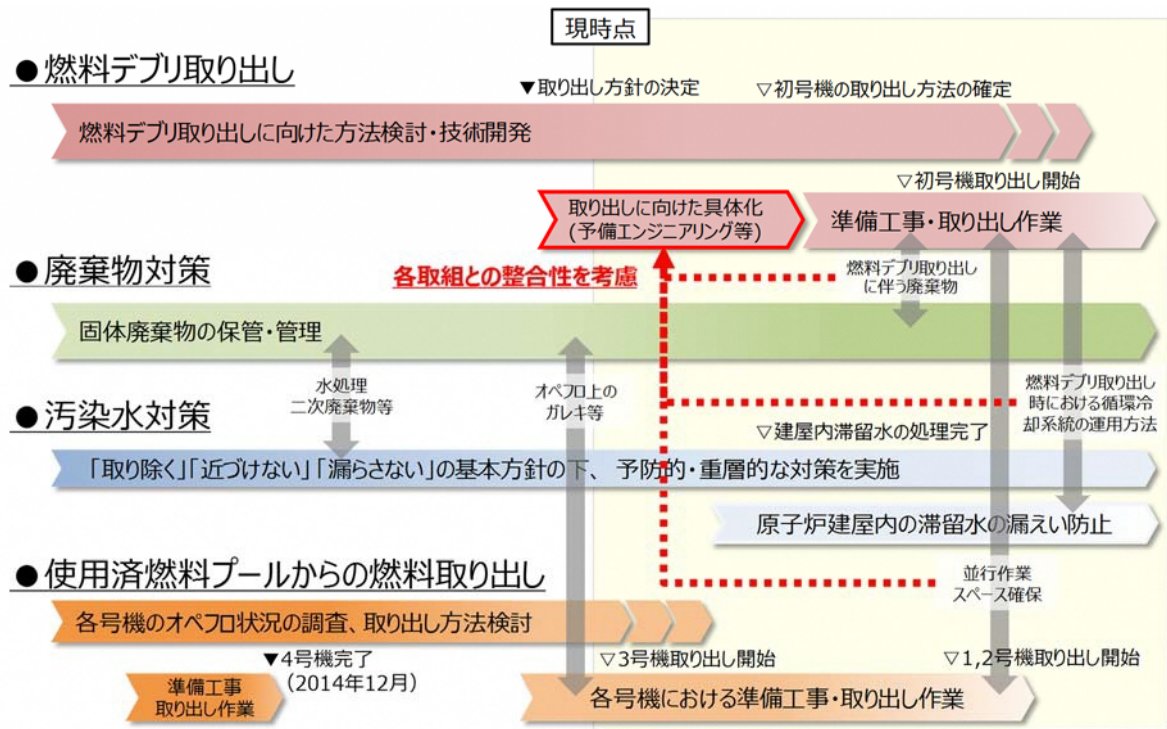 現時点
●燃料デブリ取り出し
▼取り出し方針の決定
▽初号機の取り出し方法の確定
燃料デブリ取り出しに向けた方法検討・技術開発
▽初号機取り出し開始
取り出しに向けた具体化
(予備エンジニアリング等)
準備工事・取り出し作業
●廃棄物対策
各取組との整合性を考慮
燃料デブリ取り出し
に伴う廃棄物
固体廃棄物の保管・管理
水処理
二次廃棄物等
オペフロ上の
ガレキ等
燃料デブリ取り出し
時における循環冷
却系統の運用方法
●汚染水対策
▽建屋内滞留水の処理完了
「取り除く」「近づけない」「漏らさない」の基本方針の下、予防的・重層的な対策を実施
原子炉建屋内の滞留水の漏えい防止
●使用済燃料プールからの燃料取り出し
並行作業
スペース確保
各号機のオペフロ状況の調査、取り出し方法検討
▼4号機完了
(2014年12月)
▽3号機取り出し開始
▽1,2号機取り出し開始
準備工事
取り出し作業
各号機における準備工事・取り出し作業